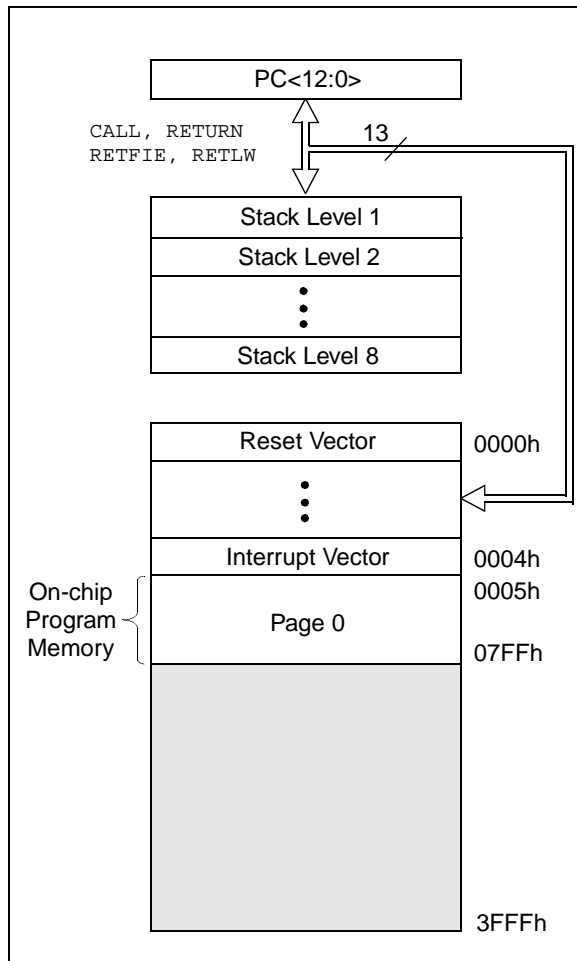 PC<12:0>
CALL, RETURN
RETFIE, RETLW
13
Stack Level 1
Stack Level 2
Stack Level 8
Reset Vector
0000h
Interrupt Vector
0004h
On-chip
Program
Memory
0005h
Page 0
07FFh
3FFFh